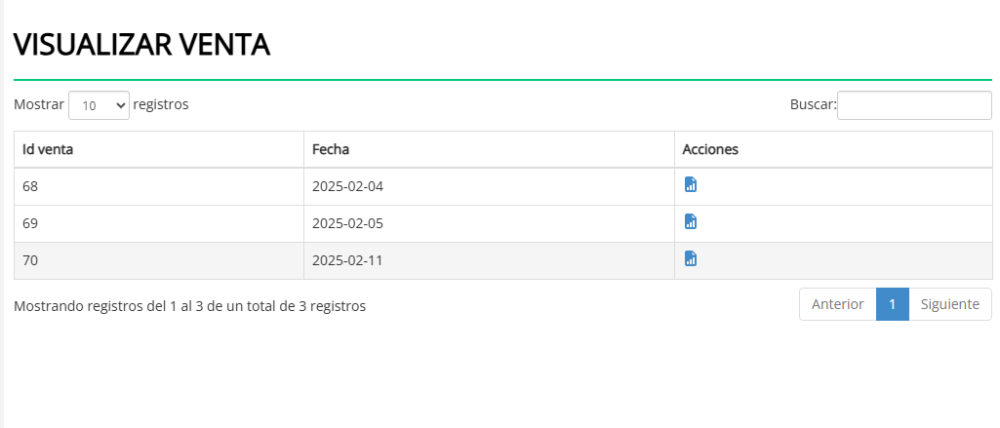 VISUALIZAR VENTA
Mostrar 10 registros Buscar:
Id venta Fecha Acciones
68 2025-02-04
69 2025-02-05
70 2025-02-11
Mostrando registros del 1 al 3 de un total de 3 registros Anterior 1 Siguiente